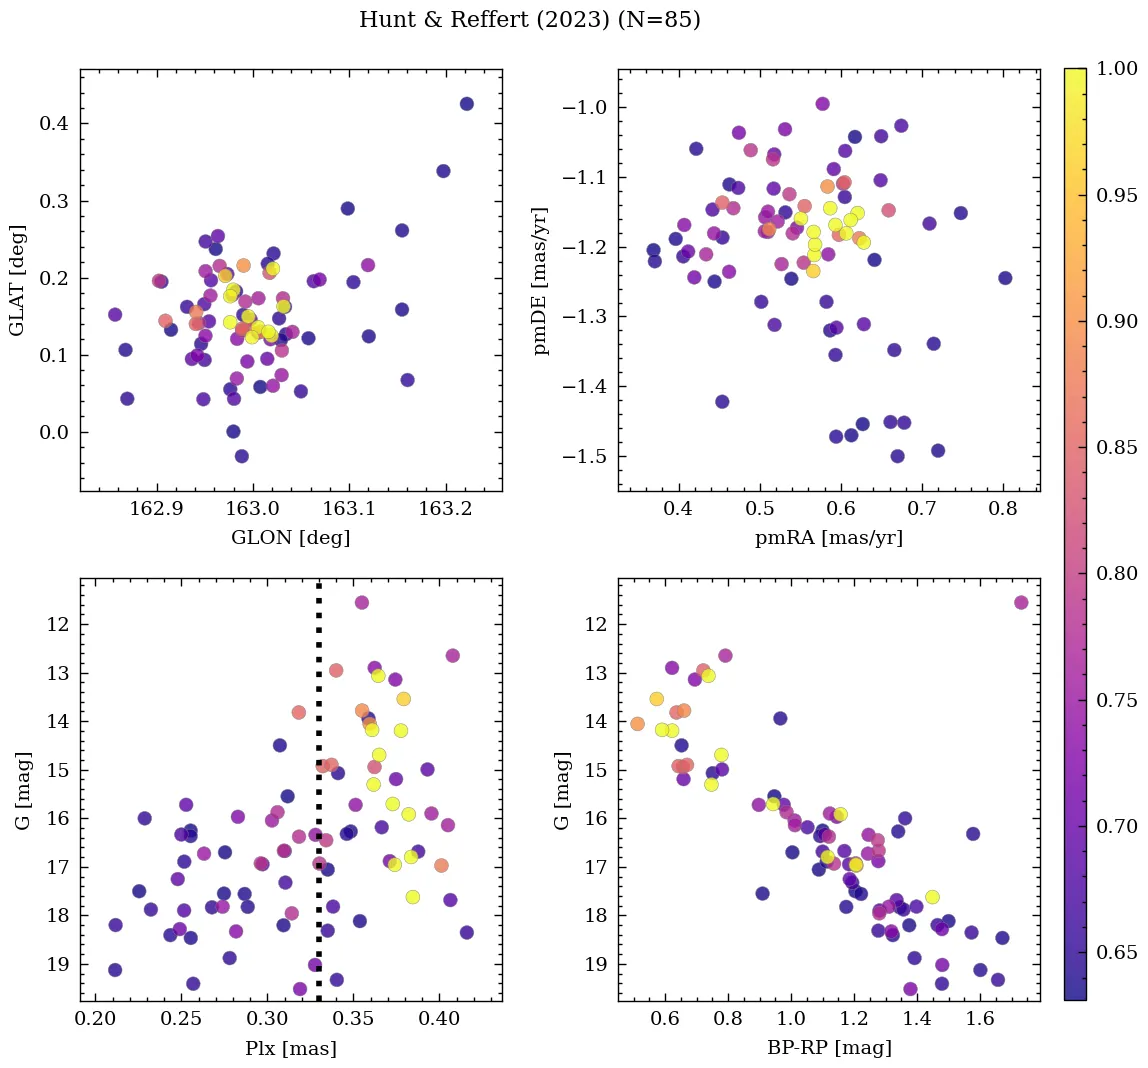 Hunt & Reffert (2023) (N=85)
GLAT [deg]
0.4
0.3
0.2
0.1
0.0
162.9 163.0 163.1 163.2
GLON [deg]
pmDE [mas/yr]
−1.0
−1.1
−1.2
−1.3
−1.4
−1.5
0.4 0.5 0.6 0.7 0.8
pmRA [mas/yr]
G [mag]
12
13
14
15
16
17
18
19
0.20 0.25 0.30 0.35 0.40
Plx [mas]
G [mag]
12
13
14
15
16
17
18
19
0.6 0.8 1.0 1.2 1.4 1.6
BP-RP [mag]
1.00
0.95
0.90
0.85
0.80
0.75
0.70
0.65